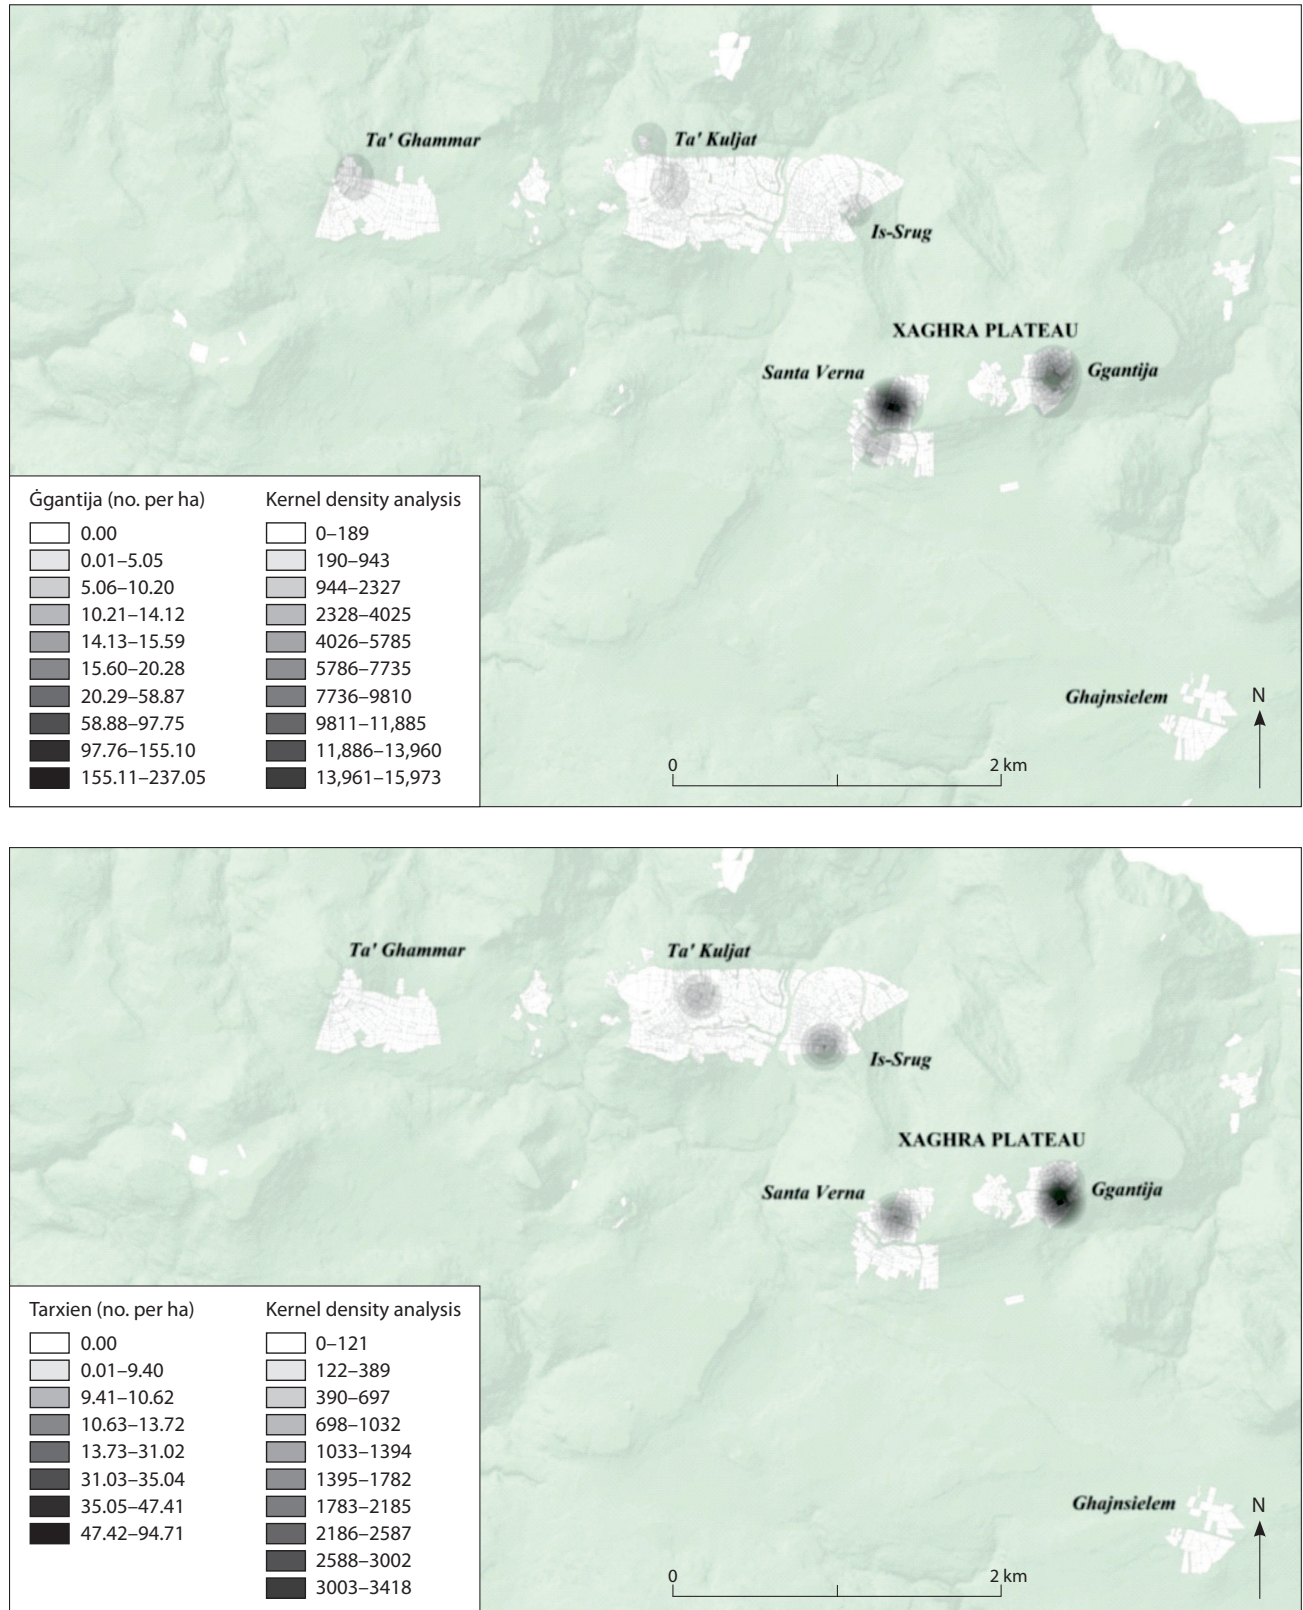 Ta' Ghammar
Ta' Kuljat
Is-Srug
XAGHRA PLATEAU
Santa Verna
Ggantija
Ghajnsielem
N
0 2 km
Ġgantija (no. per ha) Kernel density analysis
0.00 0–189
0.01–5.05 190–943
5.06–10.20 944–2327
10.21–14.12 2328–4025
14.13–15.59 4026–5785
15.60–20.28 5786–7735
20.29–58.87 7736–9810
58.88–97.75 9811–11,885
97.76–155.10 11,886–13,960
155.11–237.05 13,961–15,973
Ta' Ghammar
Ta' Kuljat
Is-Srug
XAGHRA PLATEAU
Santa Verna
Ggantija
Ghajnsielem
N
0 2 km
Tarxien (no. per ha) Kernel density analysis
0.00 0–121
0.01–9.40 122–389
9.41–10.62 390–697
10.63–13.72 698–1032
13.73–31.02 1033–1394
31.03–35.04 1395–1782
35.05–47.41 1783–2185
47.42–94.71 2186–2587
2588–3002
3003–3418